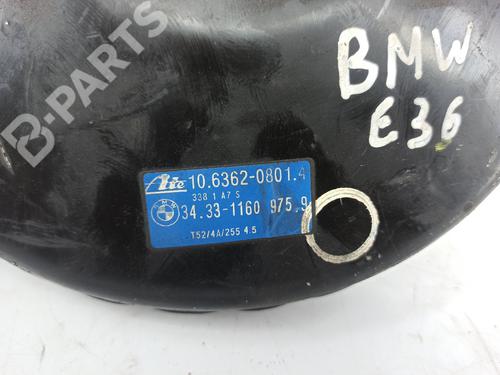 B-PARTS
BMW
E36
Ate 10.6362-0801.4
338 1 A7 S
BMW 34.33-1160 975.9
T52/4A/255 4.5